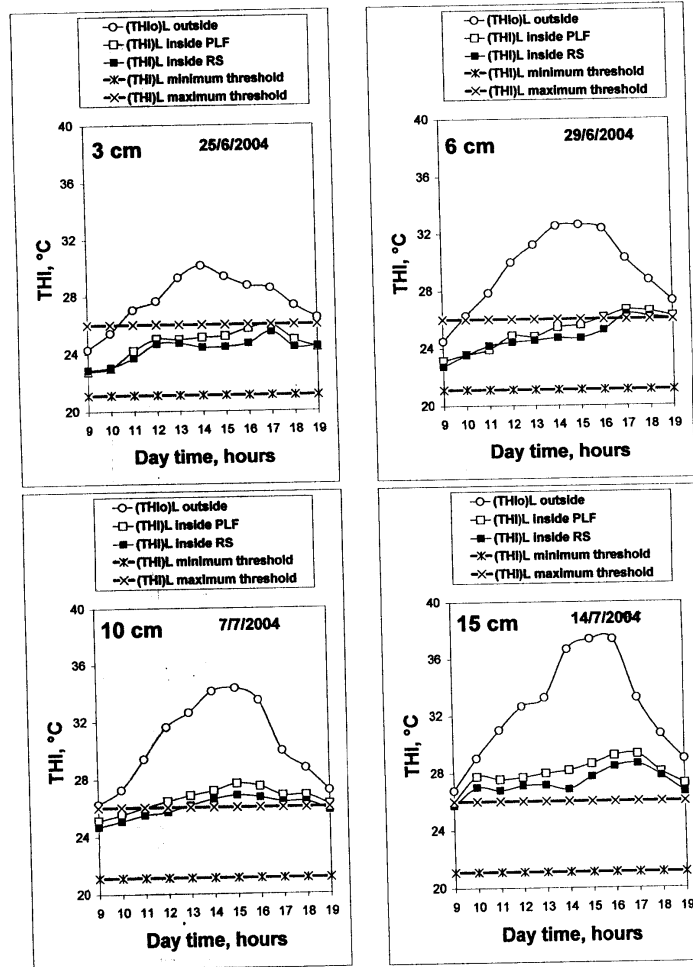 (THIo)L outside
(THI)L inside PLF
(THI)L inside RS
(THI)L minimum threshold
(THI)L maximum threshold
3 cm
25/6/2004
THI, °C
40
36
32
28
24
20
9 10 11 12 13 14 15 16 17 18 19
Day time, hours
(THIo)L outside
(THI)L inside PLF
(THI)L inside RS
(THI)L minimum threshold
(THI)L maximum threshold
6 cm
29/6/2004
THI, °C
40
36
32
28
24
20
9 10 11 12 13 14 15 16 17 18 19
Day time, hours
(THIo)L outside
(THI)L inside PLF
(THI)L inside RS
(THI)L minimum threshold
(THI)L maximum threshold
10 cm
7/7/2004
THI, °C
40
36
32
28
24
20
9 10 11 12 13 14 15 16 17 18 19
Day time, hours
(THIo)L outside
(THI)L inside PLF
(THI)L inside RS
(THI)L minimum threshold
(THI)L maximum threshold
15 cm
14/7/2004
THI, °C
40
36
32
28
24
20
9 10 11 12 13 14 15 16 17 18 19
Day time, hours